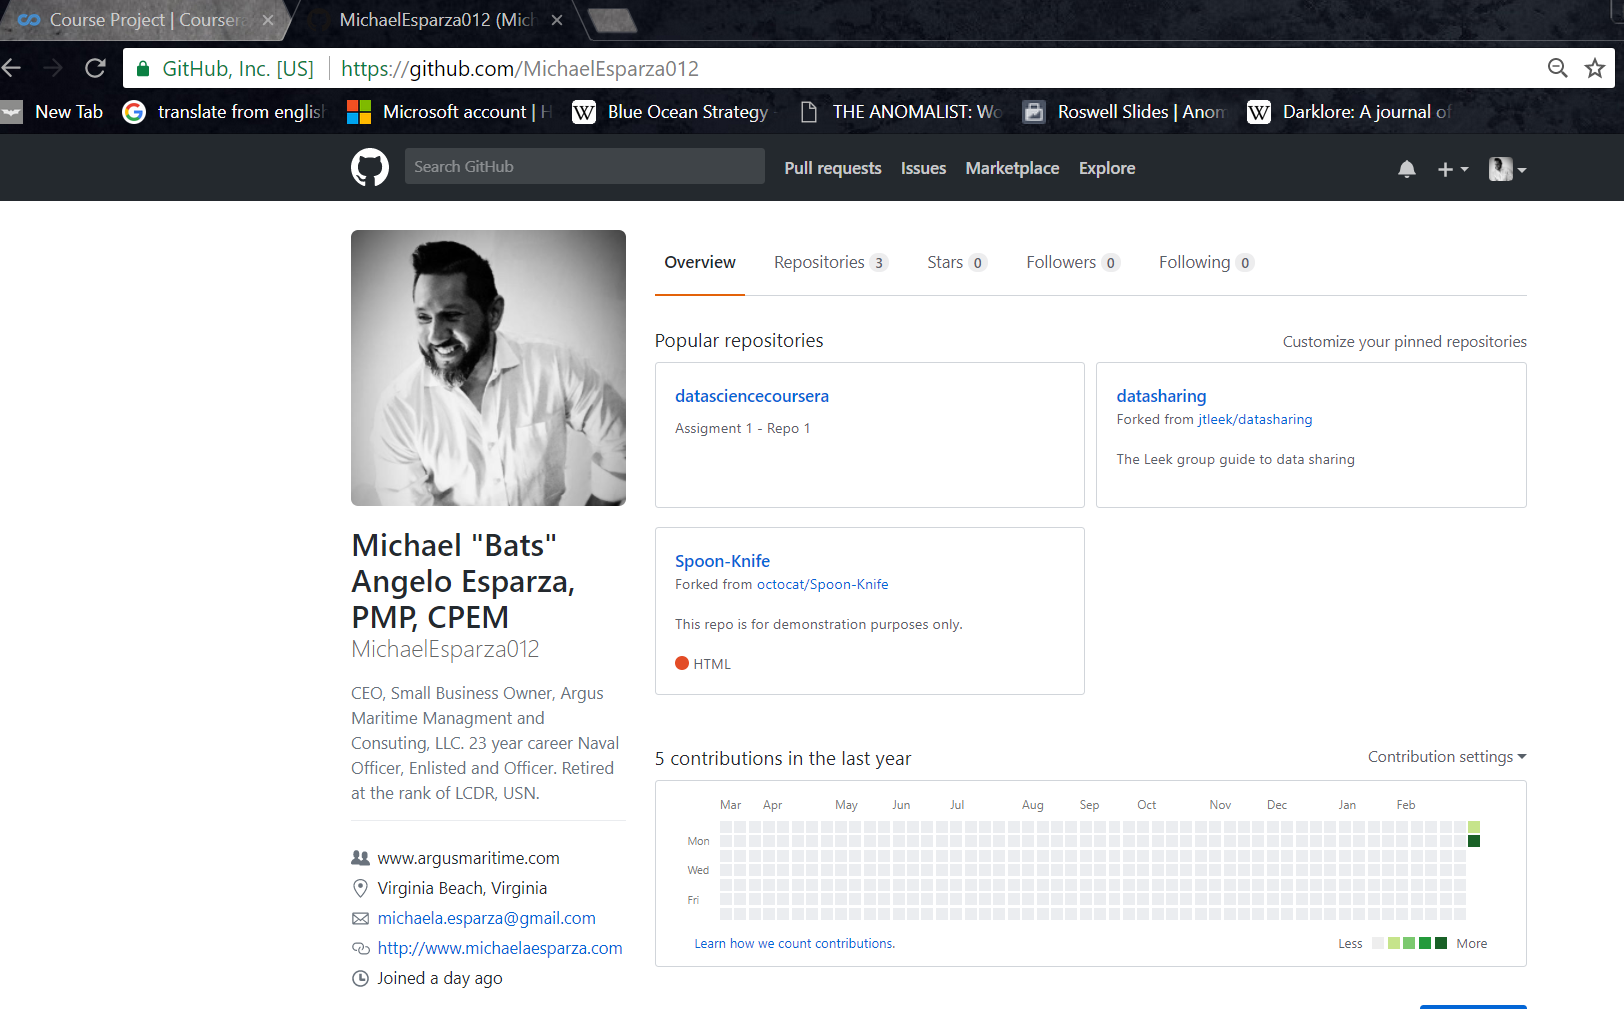 Course Project | Coursera
MichaelEsparza012 (Mich
GitHub, Inc. [US]
https://github.com/MichaelEsparza012
New Tab
translate from english
Microsoft account | H
Blue Ocean Strategy -
THE ANOMALIST: Wo
Roswell Slides | Anom
Darklore: A journal of
Search GitHub
Pull requests
Issues
Marketplace
Explore
Overview
Repositories 3
Stars 0
Followers 0
Following 0
Popular repositories
Customize your pinned repositories
datasciencecoursera
Assigment 1 - Repo 1
datasharing
Forked from jtleek/datasharing
The Leek group guide to data sharing
Spoon-Knife
Forked from octocat/Spoon-Knife
This repo is for demonstration purposes only.
HTML
Michael "Bats"
Angelo Esparza,
PMP, CPEM
MichaelEsparza012
CEO, Small Business Owner, Argus
Maritime Managment and
Consuting, LLC. 23 year career Naval
Officer, Enlisted and Officer. Retired
at the rank of LCDR, USN.
www.argusmaritime.com
Virginia Beach, Virginia
michaela.esparza@gmail.com
http://www.michaelaesparza.com
Joined a day ago
5 contributions in the last year
Contribution settings
Mar Apr May Jun Jul Aug Sep Oct Nov Dec Jan Feb
Mon
Wed
Fri
Learn how we count contributions.
Less More